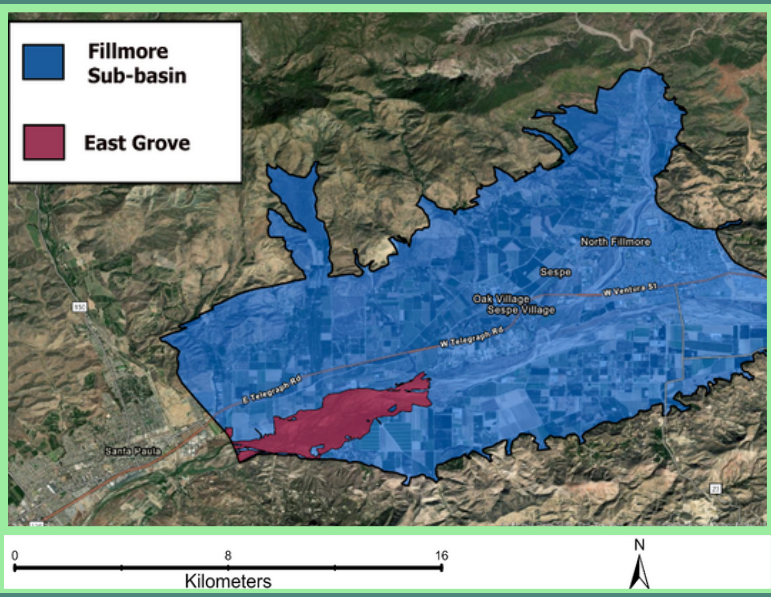 Fillmore
Sub-basin
East Grove
North Fillmore
Sespe
Oak Village
Sespe Village
W Ventura St
W Telegraph Rd
E Telegraph Rd
Santa Paula
150
23
0 8 16
Kilometers
N